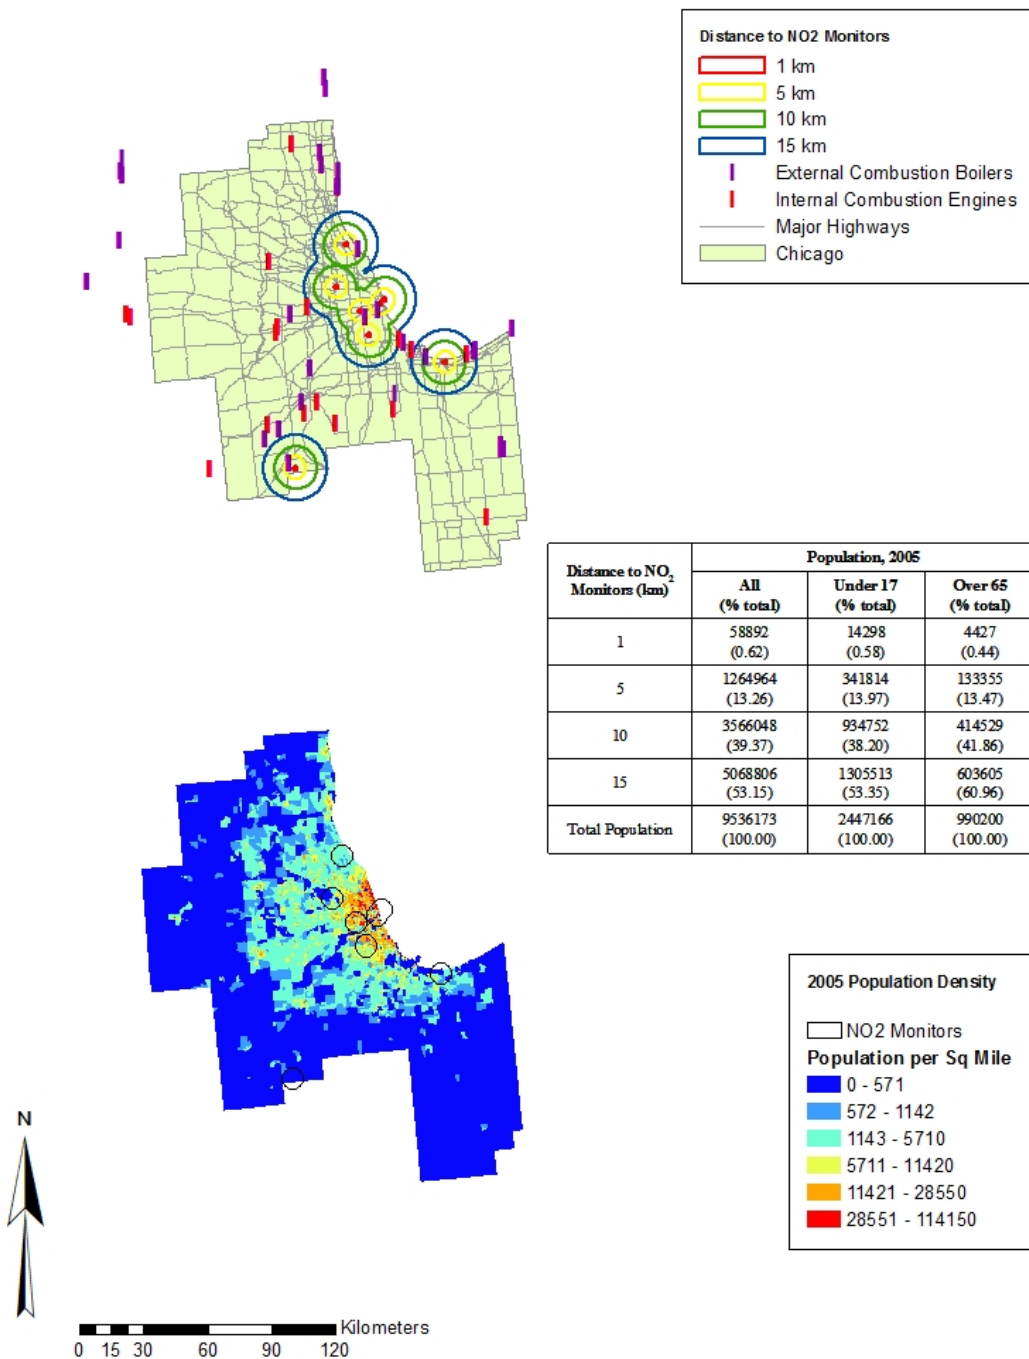 Distance to NO2 Monitors
1 km
5 km
10 km
15 km
External Combustion Boilers
Internal Combustion Engines
Major Highways
Chicago
Distance to NO2 Monitors (km) Population, 2005
All (% total) Under 17 (% total) Over 65 (% total)
1 58892 (0.62) 14298 (0.58) 4427 (0.44)
5 1264964 (13.26) 341814 (13.97) 133355 (13.47)
10 3566048 (39.37) 934752 (38.20) 414529 (41.86)
15 5068806 (53.15) 1305513 (53.35) 603605 (60.96)
Total Population 9536173 (100.00) 2447166 (100.00) 990200 (100.00)
2005 Population Density
NO2 Monitors
Population per Sq Mile
0 - 571
572 - 1142
1143 - 5710
5711 - 11420
11421 - 28550
28551 - 114150
N
Kilometers
0 15 30 60 90 120